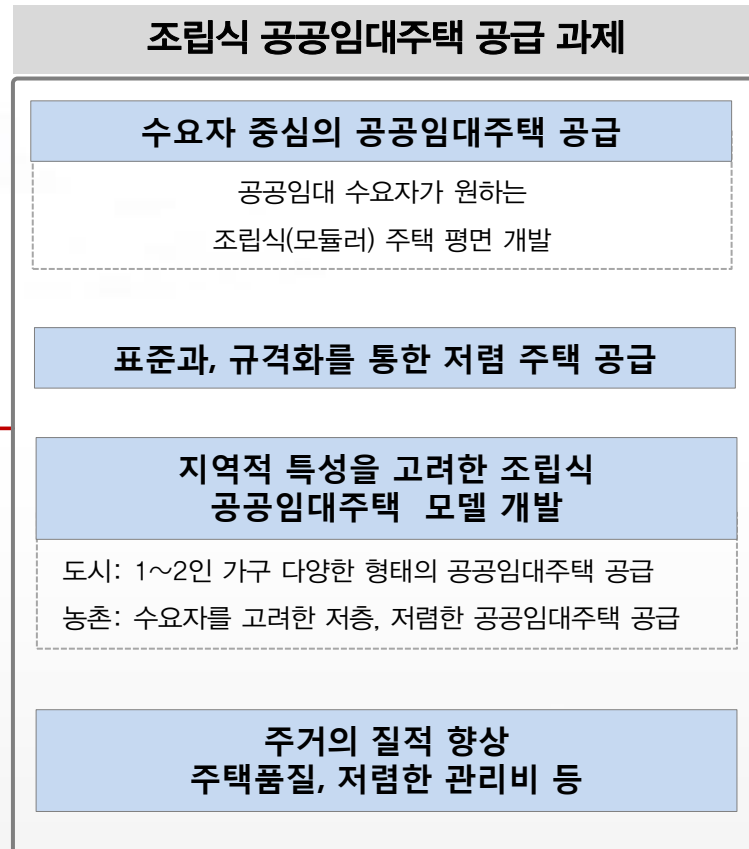 조립식 공공임대주택 공급 과제
수요자 중심의 공공임대주택 공급
공공임대 수요자가 원하는
조립식(모듈러) 주택 평면 개발
표준과, 규격화를 통한 저렴 주택 공급
지역적 특성을 고려한 조립식
공공임대주택 모델 개발
도시: 1～2인 가구 다양한 형태의 공공임대주택 공급
농촌: 수요자를 고려한 저층, 저렴한 공공임대주택 공급
주거의 질적 향상
주택품질, 저렴한 관리비 등